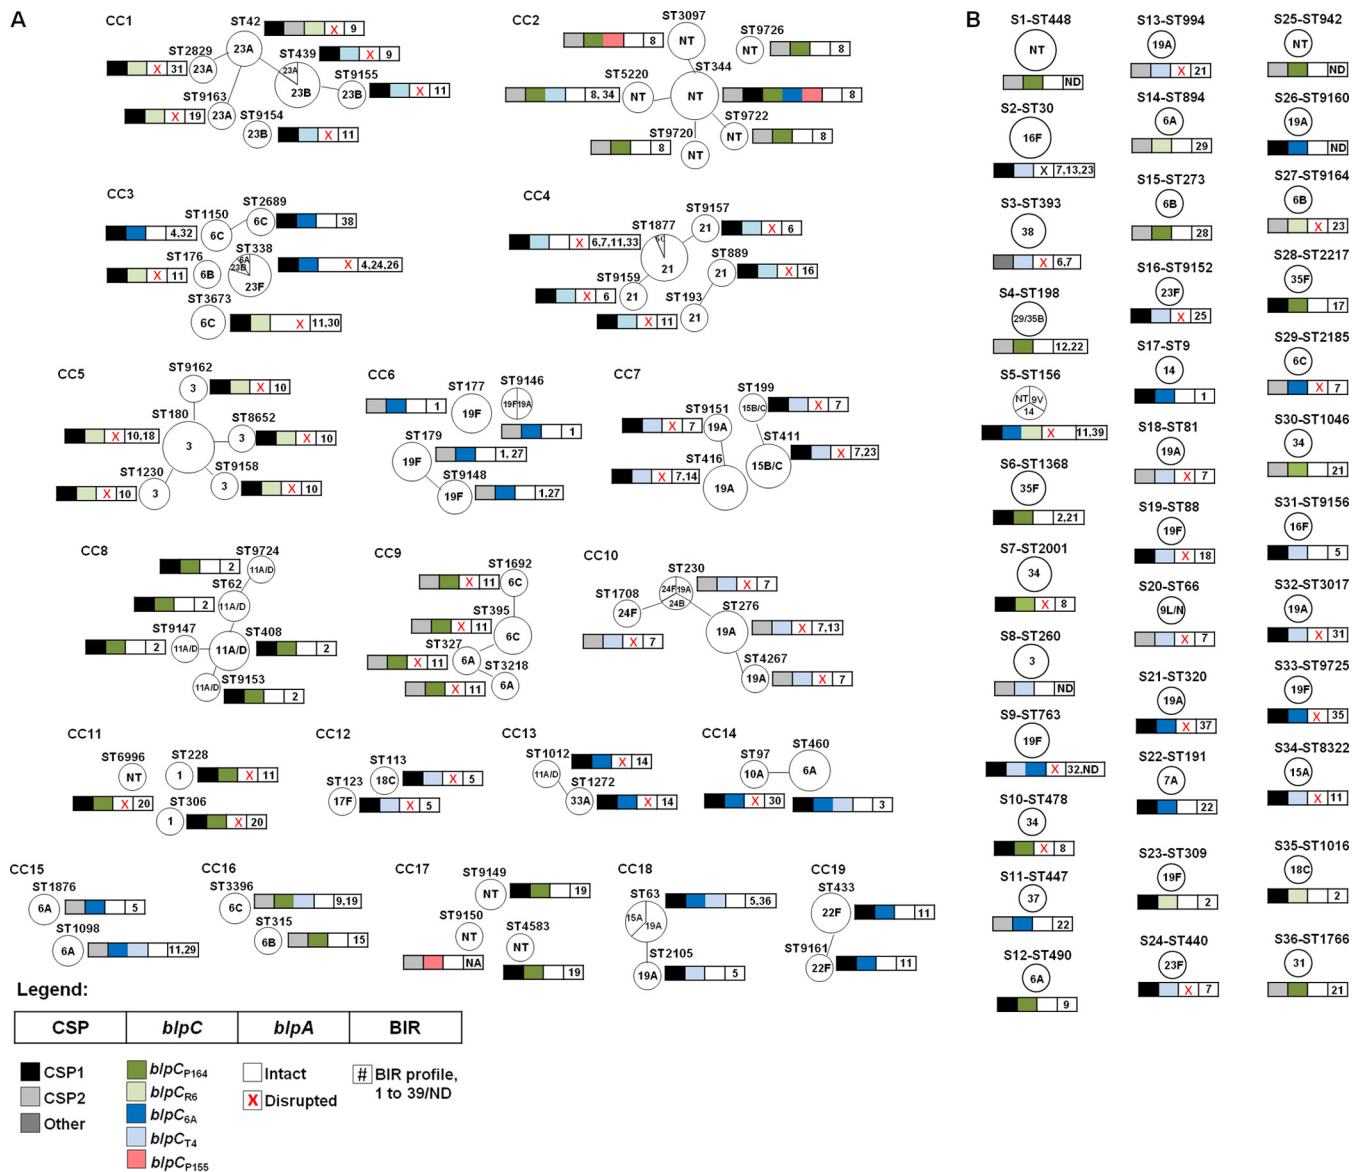 A
CC1
ST42
23A
X 9
ST2829
23A
X 31
ST439
23A
23B
X 9
ST9155
23B
X 11
ST9163
23A
X 19
ST9154
23B
X 11
CC2
ST3097
NT
8
ST9726
NT
8
ST5220
NT
8, 34
ST344
NT
8
ST9720
NT
8
ST9722
NT
8
CC3
ST2689
6C
38
ST1150
6C
4,32
ST176
6B
X 11
ST338
6A
23B
23F
X 4,24,26
ST3673
6C
X 11,30
CC4
ST9157
21
X 6
ST1877
6C
21
X 6,7,11,33
ST889
21
X 16
ST9159
21
X 6
ST193
21
X 11
CC5
ST9162
3
X 10
ST180
3
X 10,18
ST8652
3
X 10
ST1230
3
X 10
ST9158
3
X 10
CC6
ST177
19F
1
ST9146
19F 19A
1
ST179
19F
1, 27
ST9148
19F
1,27
CC7
ST199
15B/C
X 7
ST9151
19A
X 7
ST411
15B/C
X 7,23
ST416
19A
X 7,14
CC8
ST9724
11A/D
2
ST62
11A/D
2
ST9147
11A/D
2
ST408
11A/D
2
ST9153
11A/D
2
CC9
ST1692
6C
X 11
ST395
6C
X 11
ST327
6A
X 11
ST3218
6A
X 11
CC10
ST230
24F 19A
24B
X 7
ST1708
24F
X 7
ST276
19A
X 7,13
ST4267
19A
X 7
CC11
ST6996
NT
X 20
ST228
1
X 11
ST306
1
X 20
CC12
ST113
18C
X 5
ST123
17F
X 5
CC13
ST1012
11A/D
X 14
ST1272
33A
X 14
CC14
ST97
10A
X 30
ST460
6A
3
CC15
ST1876
6A
5
ST1098
6A
11,29
CC16
ST3396
6C
9,19
ST315
6B
15
CC17
ST9149
NT
19
ST9150
NT
NA
ST4583
NT
19
CC18
ST63
15A
19A
5,36
ST2105
19A
5
CC19
ST433
22F
11
ST9161
22F
11
Legend:
CSP blpC blpA BIR
CSP1
CSP2
Other
blpCP164
blpCR6
blpC6A
blpCT4
blpCP155
Intact
X Disrupted
# BIR profile,
1 to 39/ND
B
S1-ST448
NT
ND
S2-ST30
16F
X 7,13,23
S3-ST393
38
X 6,7
S4-ST198
29/35B
12,22
S5-ST156
NT 9V
14
X 11,39
S6-ST1368
35F
2,21
S7-ST2001
34
X 8
S8-ST260
3
ND
S9-ST763
19F
X 32,ND
S10-ST478
34
X 8
S11-ST447
37
22
S12-ST490
6A
9
S13-ST994
19A
X 21
S14-ST894
6A
29
S15-ST273
6B
28
S16-ST9152
23F
X 25
S17-ST9
14
1
S18-ST81
19A
X 7
S19-ST88
19F
X 18
S20-ST66
9L/N
X 7
S21-ST320
19A
X 37
S22-ST191
7A
22
S23-ST309
19F
2
S24-ST440
23F
X 7
S25-ST942
NT
ND
S26-ST9160
19A
ND
S27-ST9164
6B
X 23
S28-ST2217
35F
17
S29-ST2185
6C
X 7
S30-ST1046
34
21
S31-ST9156
16F
5
S32-ST3017
19A
X 31
S33-ST9725
19F
X 35
S34-ST8322
15A
X 11
S35-ST1016
18C
2
S36-ST1766
31
21